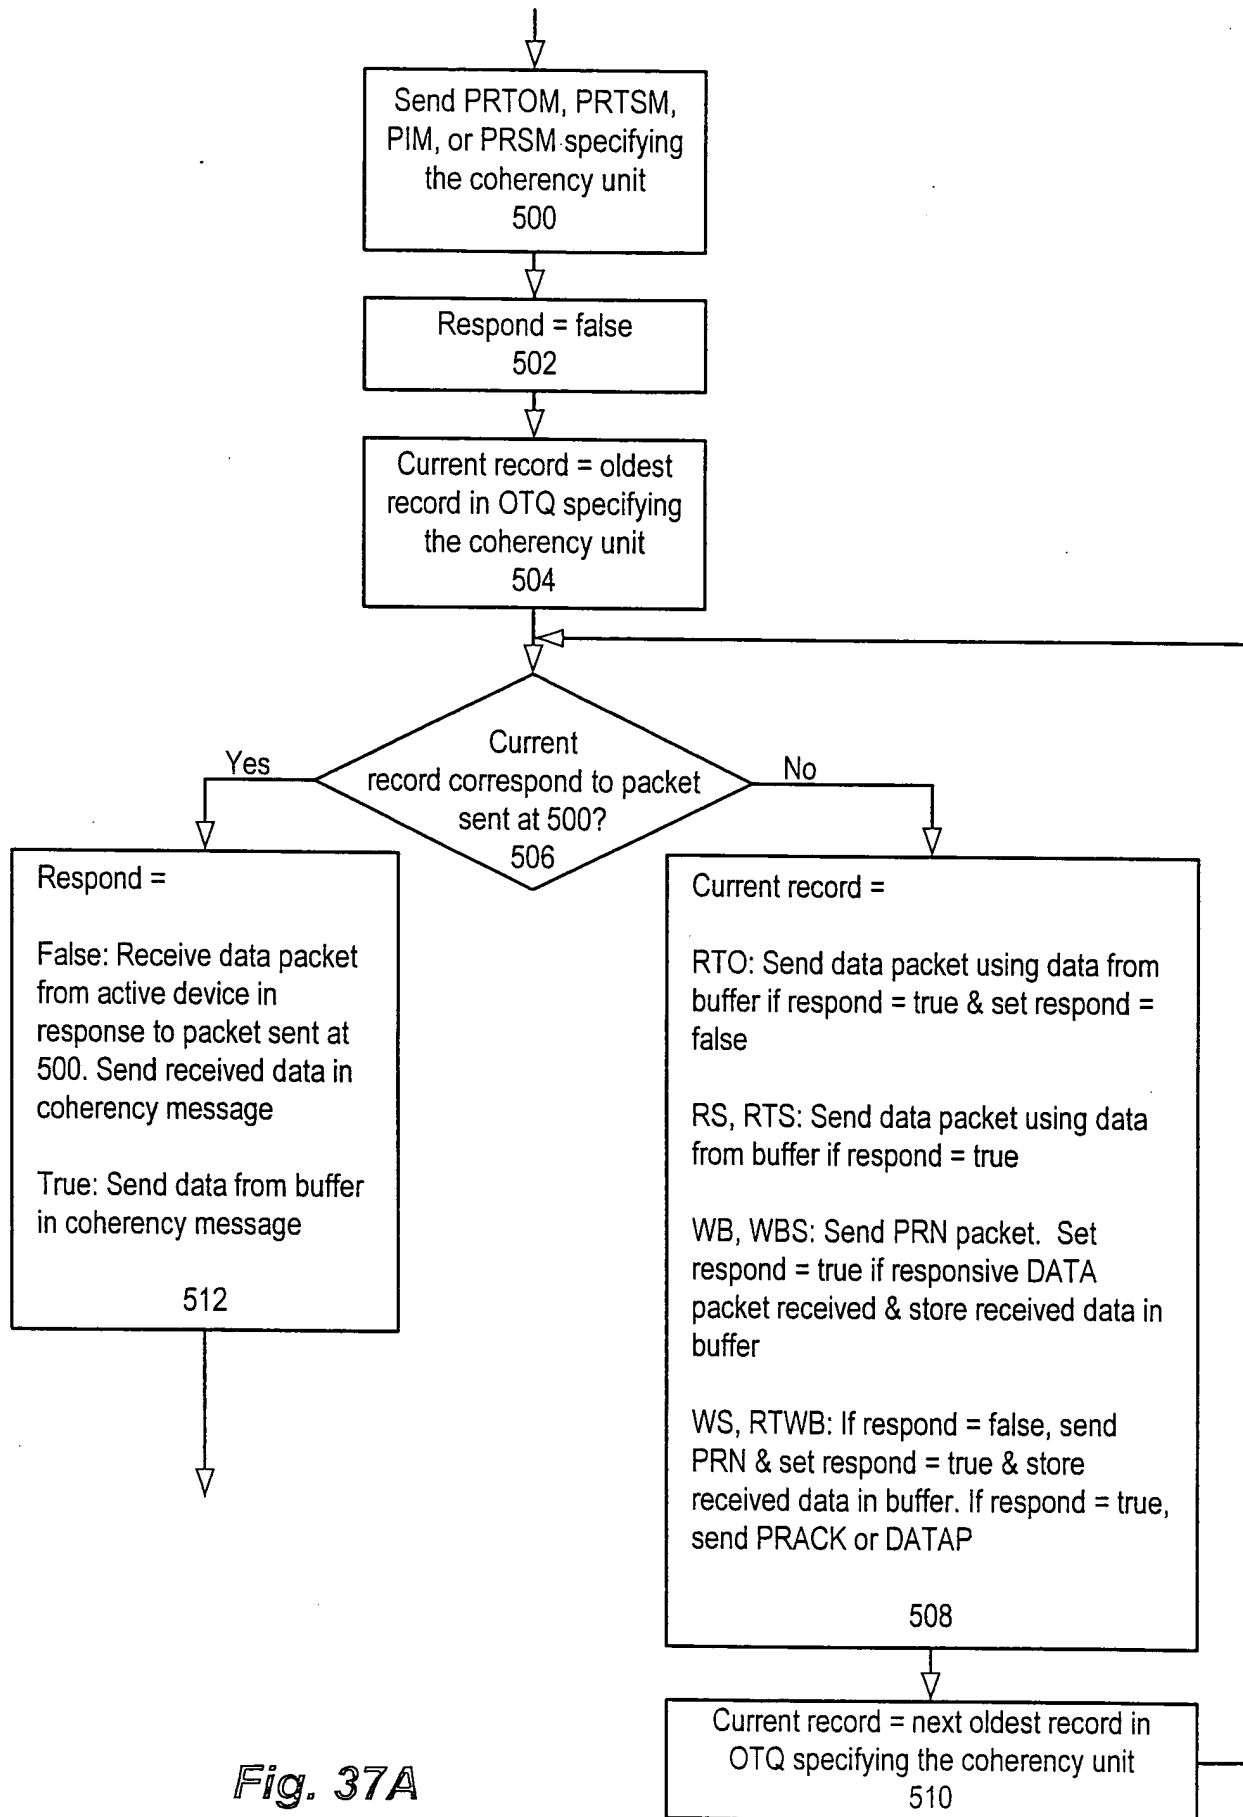 Send PRTOM, PRTSM,
PIM, or PRSM specifying
the coherency unit
500
Respond = false
502
Current record = oldest
record in OTQ specifying
the coherency unit
504
Current
record correspond to packet
sent at 500?
506
Yes
No
Respond =
False: Receive data packet
from active device in
response to packet sent at
500. Send received data in
coherency message
True: Send data from buffer
in coherency message
512
Current record =
RTO: Send data packet using data from
buffer if respond = true & set respond =
false
RS, RTS: Send data packet using data
from buffer if respond = true
WB, WBS: Send PRN packet. Set
respond = true if responsive DATA
packet received & store received data in
buffer
WS, RTWB: If respond = false, send
PRN & set respond = true & store
received data in buffer. If respond = true,
send PRACK or DATAP
508
Current record = next oldest record in
OTQ specifying the coherency unit
510
Fig. 37A